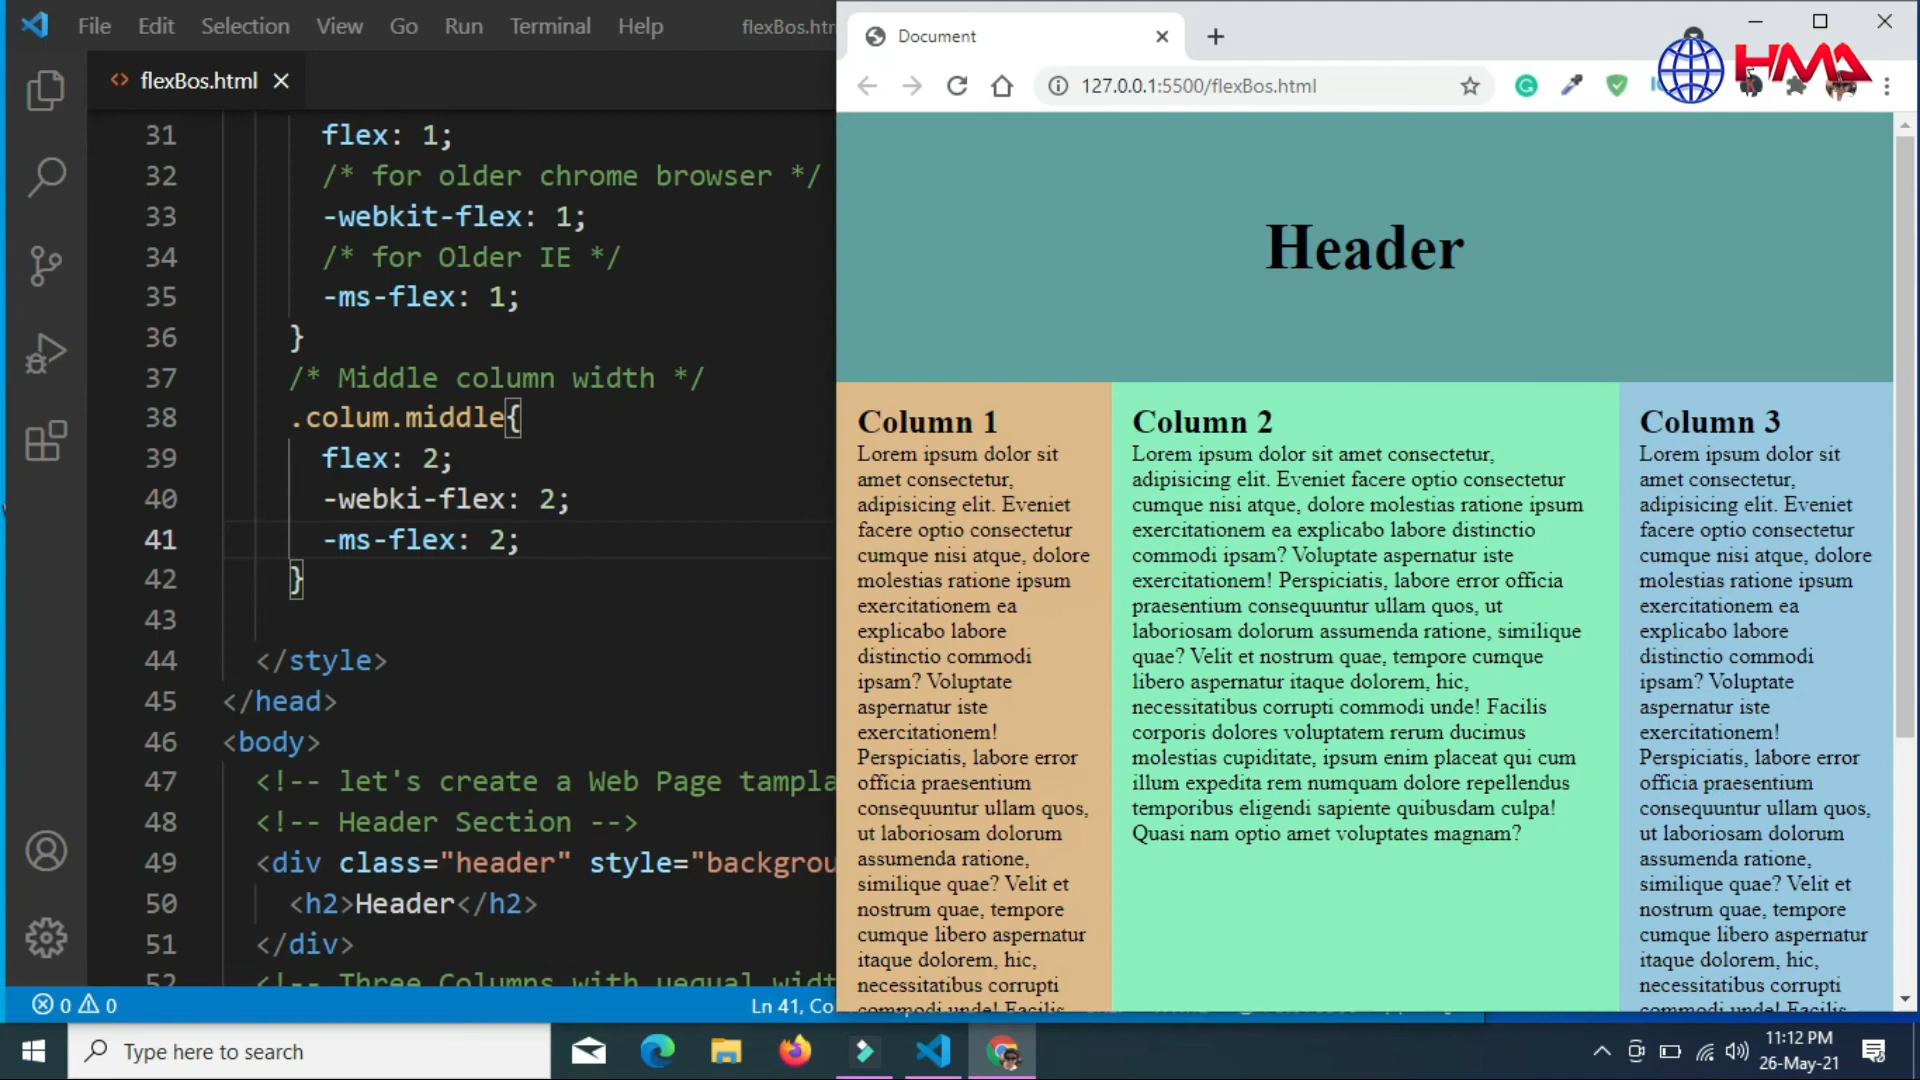 File Edit Selection View Go Run Terminal Help flexBos.htm
flexBos.html
31 flex: 1;
32 /* for older chrome browser */
33 -webkit-flex: 1;
34 /* for Older IE */
35 -ms-flex: 1;
36 }
37 /* Middle column width */
38 .colum.middle{
39 flex: 2;
40 -webki-flex: 2;
41 -ms-flex: 2;
42 }
43
44 </style>
45 </head>
46 <body>
47 <!-- let's create a Web Page tampla
48 <!-- Header Section -->
49 <div class="header" style="backgrou
50 <h2>Header</h2>
51 </div>
52 <!-- Three Columns with uequal widt
0 0 Ln 41, Co
Document
127.0.0.1:5500/flexBos.html
HMA
Header
Column 1
Lorem ipsum dolor sit
amet consectetur,
adipisicing elit. Eveniet
facere optio consectetur
cumque nisi atque, dolore
molestias ratione ipsum
exercitationem ea
explicabo labore
distinctio commodi
ipsam? Voluptate
aspernatur iste
exercitationem!
Perspiciatis, labore error
officia praesentium
consequuntur ullam quos,
ut laboriosam dolorum
assumenda ratione,
similique quae? Velit et
nostrum quae, tempore
cumque libero aspernatur
itaque dolorem, hic,
necessitatibus corrupti
commodi unde! Facilis
Column 2
Lorem ipsum dolor sit amet consectetur,
adipisicing elit. Eveniet facere optio consectetur
cumque nisi atque, dolore molestias ratione ipsum
exercitationem ea explicabo labore distinctio
commodi ipsam? Voluptate aspernatur iste
exercitationem! Perspiciatis, labore error officia
praesentium consequuntur ullam quos, ut
laboriosam dolorum assumenda ratione, similique
quae? Velit et nostrum quae, tempore cumque
libero aspernatur itaque dolorem, hic,
necessitatibus corrupti commodi unde! Facilis
corporis dolores voluptatem rerum ducimus
molestias cupiditate, ipsum enim placeat qui cum
illum expedita rem numquam dolore repellendus
temporibus eligendi sapiente quibusdam culpa!
Quasi nam optio amet voluptates magnam?
Column 3
Lorem ipsum dolor sit
amet consectetur,
adipisicing elit. Eveniet
facere optio consectetur
cumque nisi atque, dolore
molestias ratione ipsum
exercitationem ea
explicabo labore
distinctio commodi
ipsam? Voluptate
aspernatur iste
exercitationem!
Perspiciatis, labore error
officia praesentium
consequuntur ullam quos,
ut laboriosam dolorum
assumenda ratione,
similique quae? Velit et
nostrum quae, tempore
cumque libero aspernatur
itaque dolorem, hic,
necessitatibus corrupti
commodi unde! Facilis
Type here to search
11:12 PM
26-May-21